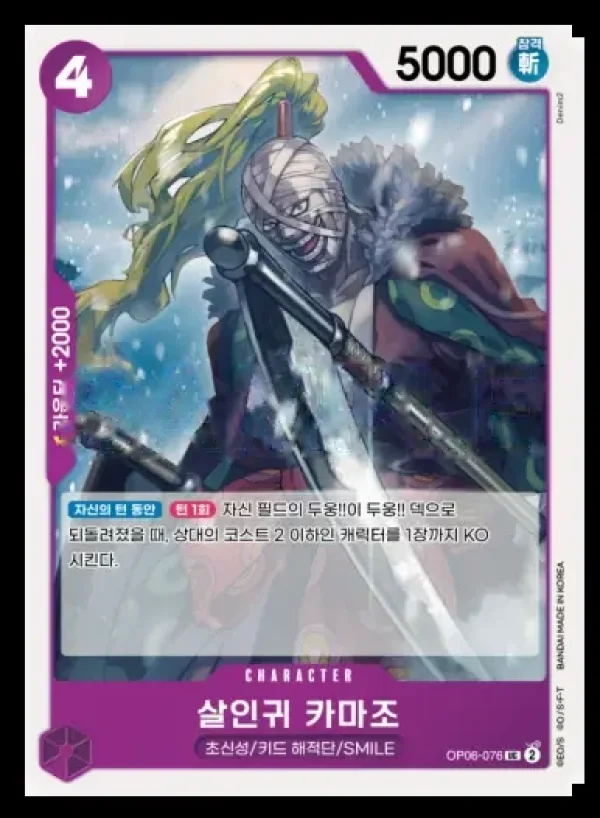 4
5000
참격
斬
Denim2
카운터 +2000
자신의 턴 동안 턴 1회 자신 필드의 두웅!!이 두웅!! 덱으로
되돌려졌을 때, 상대의 코스트 2 이하인 캐릭터를 1장까지 KO
시킨다.
CHARACTER
살인귀 카마조
초신성/키드 해적단/SMILE
OP06-076 UC 2
©EO/S ©O/S·F·T BANDAI MADE IN KOREA